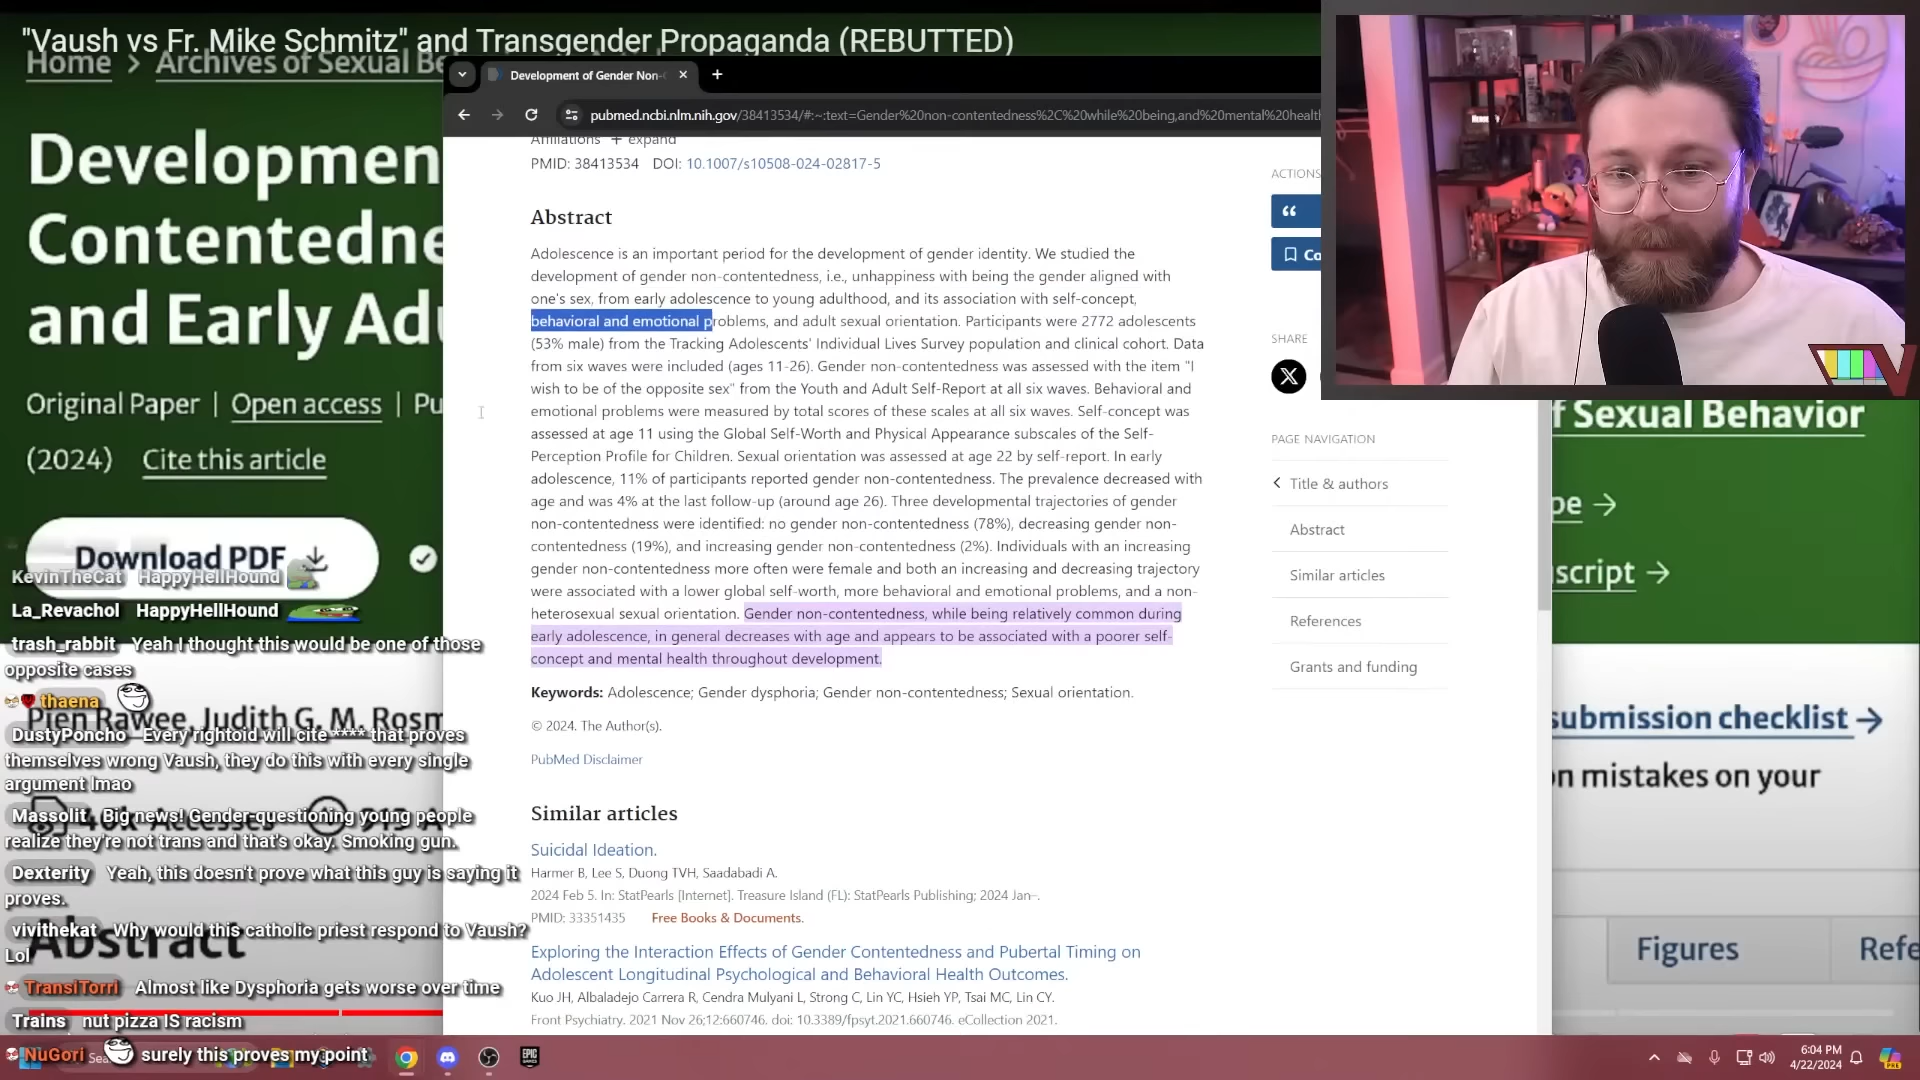 "Vaush vs Fr. Mike Schmitz" and Transgender Propaganda (REBUTTED)
Home > Archives of Sexual Be
Developmen
Contentedne
and Early Adu
Original Paper | Open access | Pu
(2024) Cite this article
Download PDF
Pien Rawee, Judith G. M. Rosm
Abstract
Development of Gender Non-
pubmed.ncbi.nlm.nih.gov/38413534/#:~:text=Gender%20non-contentedness%2C%20while%20being,and%20mental%20health
Affiliations + expand
PMID: 38413534 DOI: 10.1007/s10508-024-02817-5
Abstract
Adolescence is an important period for the development of gender identity. We studied the
development of gender non-contentedness, i.e., unhappiness with being the gender aligned with
one's sex, from early adolescence to young adulthood, and its association with self-concept,
behavioral and emotional problems, and adult sexual orientation. Participants were 2772 adolescents
(53% male) from the Tracking Adolescents' Individual Lives Survey population and clinical cohort. Data
from six waves were included (ages 11-26). Gender non-contentedness was assessed with the item "I
wish to be of the opposite sex" from the Youth and Adult Self-Report at all six waves. Behavioral and
emotional problems were measured by total scores of these scales at all six waves. Self-concept was
assessed at age 11 using the Global Self-Worth and Physical Appearance subscales of the Self-
Perception Profile for Children. Sexual orientation was assessed at age 22 by self-report. In early
adolescence, 11% of participants reported gender non-contentedness. The prevalence decreased with
age and was 4% at the last follow-up (around age 26). Three developmental trajectories of gender
non-contentedness were identified: no gender non-contentedness (78%), decreasing gender non-
contentedness (19%), and increasing gender non-contentedness (2%). Individuals with an increasing
gender non-contentedness more often were female and both an increasing and decreasing trajectory
were associated with a lower global self-worth, more behavioral and emotional problems, and a non-
heterosexual sexual orientation. Gender non-contentedness, while being relatively common during
early adolescence, in general decreases with age and appears to be associated with a poorer self-
concept and mental health throughout development.
Keywords: Adolescence; Gender dysphoria; Gender non-contentedness; Sexual orientation.
© 2024. The Author(s).
PubMed Disclaimer
Similar articles
Suicidal Ideation.
Harmer B, Lee S, Duong TVH, Saadabadi A.
2024 Feb 5. In: StatPearls [Internet]. Treasure Island (FL): StatPearls Publishing; 2024 Jan–.
PMID: 33351435 Free Books & Documents.
Exploring the Interaction Effects of Gender Contentedness and Pubertal Timing on
Adolescent Longitudinal Psychological and Behavioral Health Outcomes.
Kuo JH, Albaladejo Carrera R, Cendra Mulyani L, Strong C, Lin YC, Hsieh YP, Tsai MC, Lin CY.
Front Psychiatry. 2021 Nov 26;12:660746. doi: 10.3389/fpsyt.2021.660746. eCollection 2021.
ACTIONS
Co
SHARE
PAGE NAVIGATION
Title & authors
Abstract
Similar articles
References
Grants and funding
f Sexual Behavior
pe →
script →
submission checklist →
n mistakes on your
Figures
Refe
KevinTheCat HappyHellHound
La_Revachol HappyHellHound
trash_rabbit Yeah I thought this would be one of those
opposite cases
thaena
DustyPoncho Every rightoid will cite **** that proves
themselves wrong Vaush, they do this with every single
argument lmao
Massolit Big news! Gender-questioning young people
realize they're not trans and that's okay. Smoking gun.
Dexterity Yeah, this doesn't prove what this guy is saying it
proves.
vivithekat Why would this catholic priest respond to Vaush?
Lol
TranslTorri Almost like Dysphoria gets worse over time
Trains nut pizza IS racism
NuGori surely this proves my point
EPIC
GAMES
6:04 PM
4/22/2024
PRE